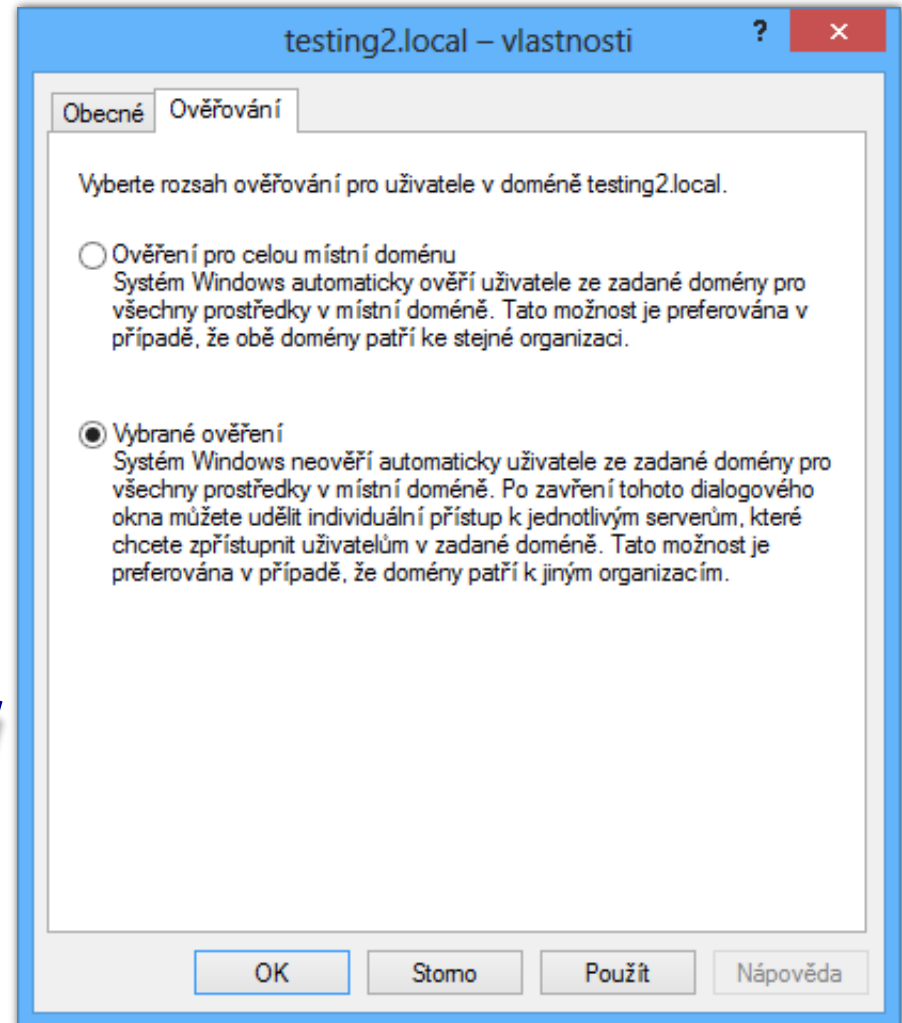 testing2.local – vlastnosti
?
Obecné Ověřování
Vyberte rozsah ověřování pro uživatele v doméně testing2.local.
Ověření pro celou místní doménu
Systém Windows automaticky ověří uživatele ze zadané domény pro
všechny prostředky v místní doméně. Tato možnost je preferována v
případě, že obě domény patří ke stejné organizaci.
Vybrané ověření
Systém Windows neověří automaticky uživatele ze zadané domény pro
všechny prostředky v místní doméně. Po zavření tohoto dialogového
okna můžete udělit individuální přístup k jednotlivým serverům, které
chcete zpřístupnit uživatelům v zadané doméně. Tato možnost je
preferována v případě, že domény patří k jiným organizacím.
OK Storno Použít Nápověda